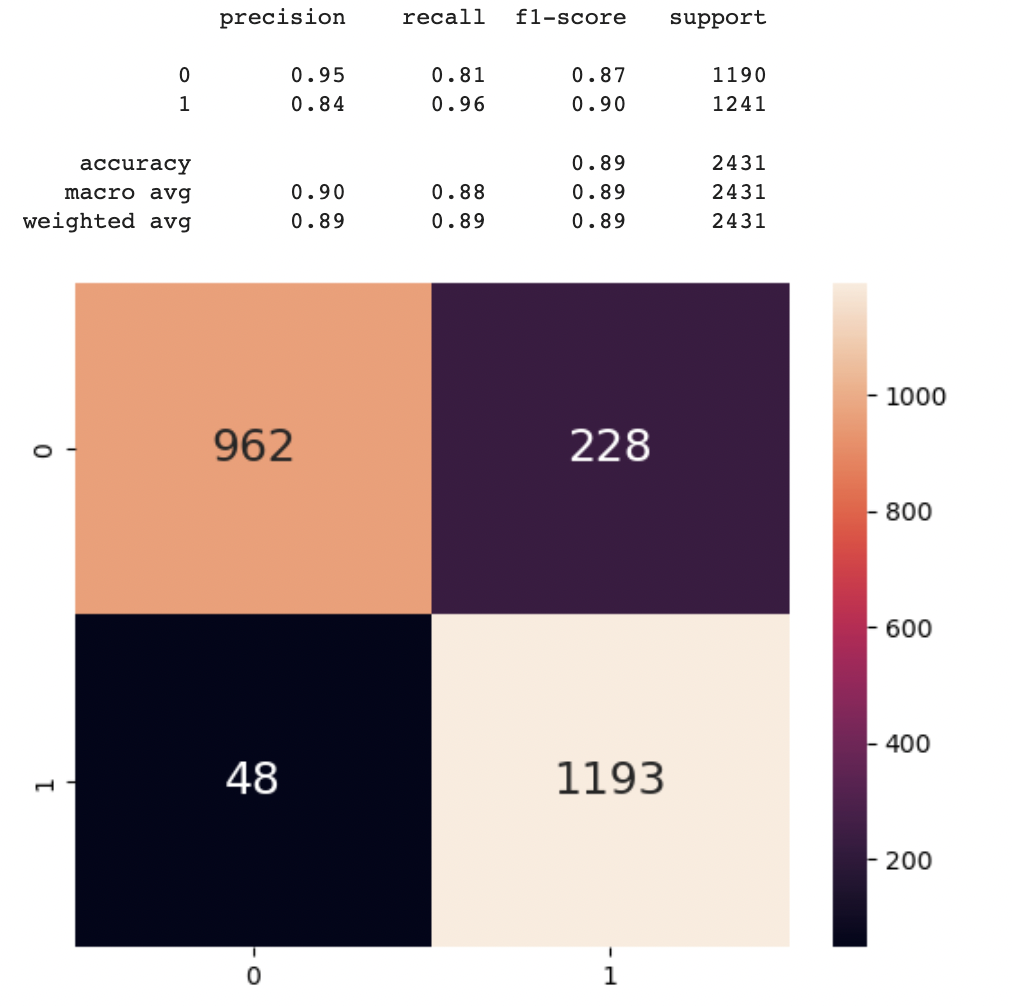 precision recall f1-score support
0 0.95 0.81 0.87 1190
1 0.84 0.96 0.90 1241
accuracy 0.89 2431
macro avg 0.90 0.88 0.89 2431
weighted avg 0.89 0.89 0.89 2431
1000
0 962 228
800
600
400
1 48 1193
200
0 1